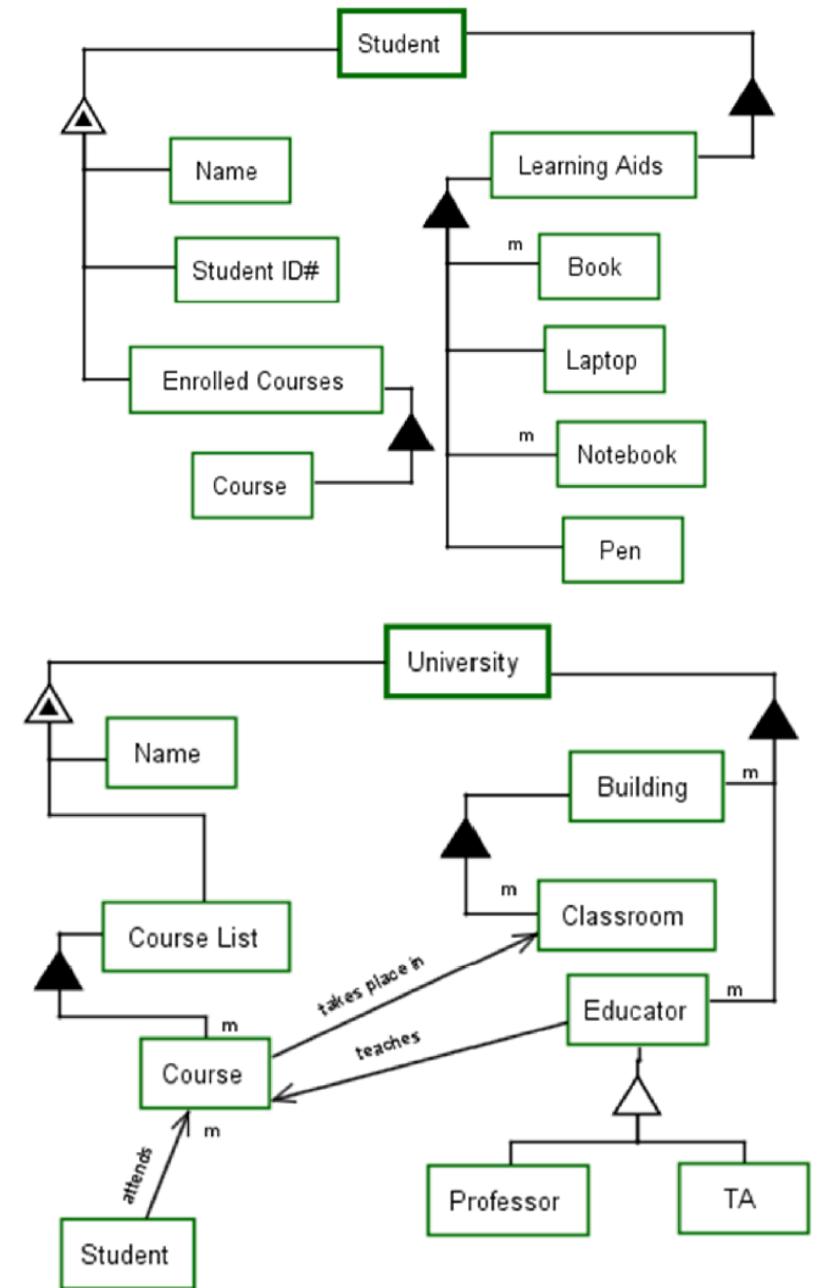 Student
Name
Learning Aids
m
Book
Student ID#
Laptop
Enrolled Courses
m
Notebook
Course
Pen
University
Name
Building
m
m
Classroom
Course List
takes place in
Educator
m
m
teaches
Course
m
attends
Professor
TA
Student